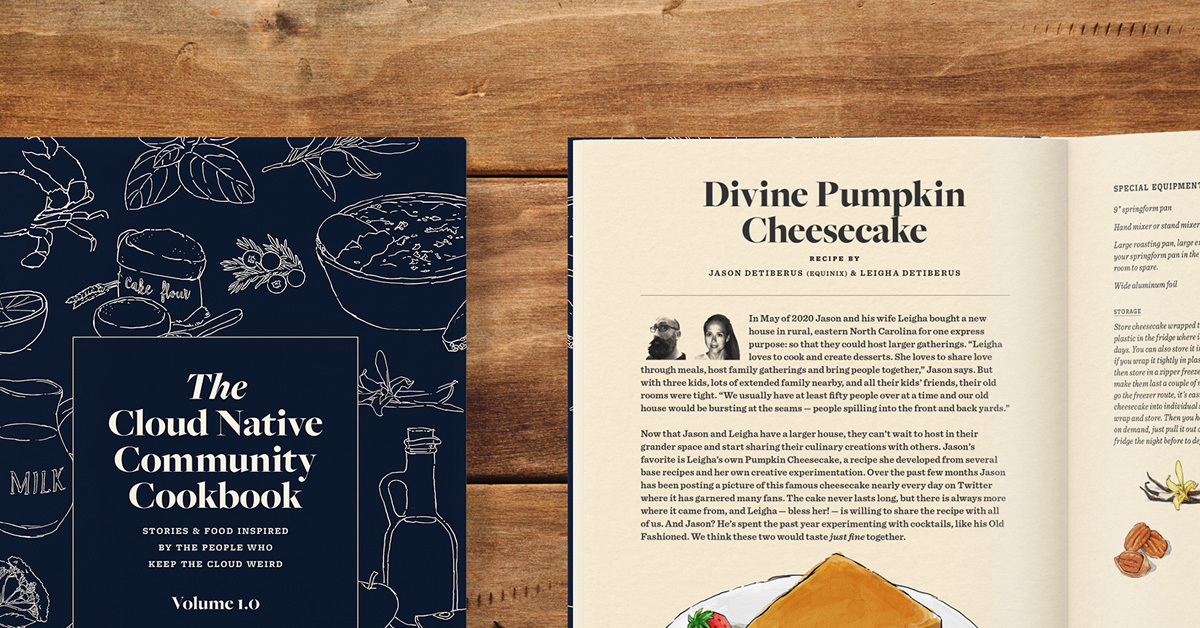 cake flour
MILK
The
Cloud Native
Community
Cookbook
STORIES & FOOD INSPIRED
BY THE PEOPLE WHO
KEEP THE CLOUD WEIRD
Volume 1.0
Divine Pumpkin
Cheesecake
RECIPE BY
JASON DETIBERUS (EQUINIX) & LEIGHA DETIBERUS
In May of 2020 Jason and his wife Leigha bought a new
house in rural, eastern North Carolina for one express
purpose: so that they could host larger gatherings. “Leigha
loves to cook and create desserts. She loves to share love
through meals, host family gatherings and bring people together,” Jason says. But
with three kids, lots of extended family nearby, and all their kids’ friends, their old
rooms were tight. “We usually have at least fifty people over at a time and our old
house would be bursting at the seams — people spilling into the front and back yards.”
Now that Jason and Leigha have a larger house, they can’t wait to host in their
grander space and start sharing their culinary creations with others. Jason’s
favorite is Leigha’s own Pumpkin Cheesecake, a recipe she developed from several
base recipes and her own creative experimentation. Over the past few months Jason
has been posting a picture of this famous cheesecake nearly every day on Twitter
where it has garnered many fans. The cake never lasts long, but there is always more
where it came from, and Leigha — bless her! — is willing to share the recipe with all
of us. And Jason? He’s spent the past year experimenting with cocktails, like his Old
Fashioned. We think these two would taste just fine together.
SPECIAL EQUIPMENT
9" springform pan
Hand mixer or stand mixer
Large roasting pan, large e
your springform pan in the
room to spare.
Wide aluminum foil
STORAGE
Store cheesecake wrapped
plastic in the fridge where i
days. You can also store it i
if you wrap it tightly in plas
then store in a zipper freeze
make them last a couple of
go the freezer route, it's eas
cheesecake into individual
wrap and store. Then you h
on demand, just pull it out
fridge the night before to de